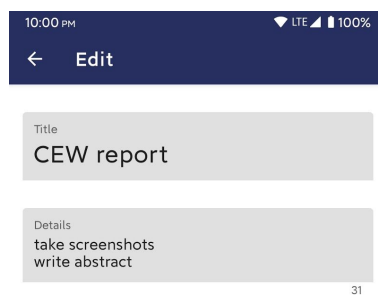 10:00 PM LTE 100%
Edit
Title
CEW report
Details
take screenshots
write abstract
31